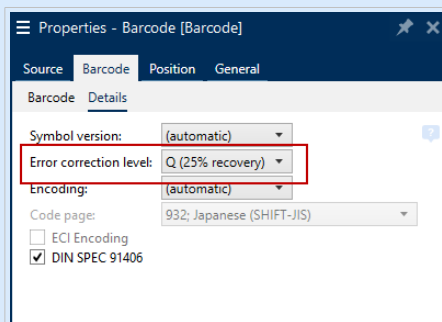 Properties - Barcode [Barcode]
Source Barcode Position General
Barcode Details
Symbol version: (automatic)
Error correction level: Q (25% recovery)
Encoding: (automatic)
Code page: 932; Japanese (SHIFT-JIS)
ECI Encoding
DIN SPEC 91406
?